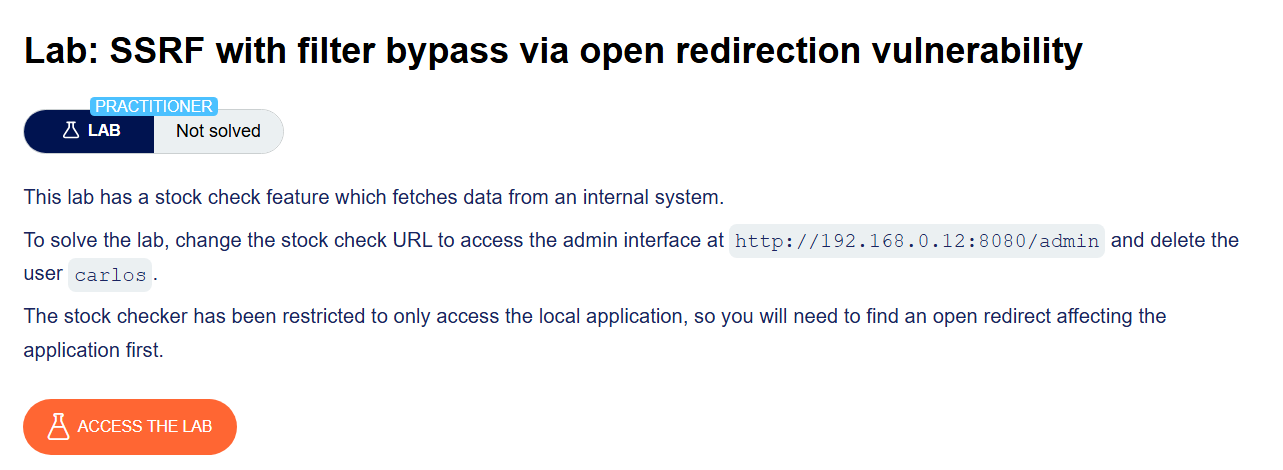 Lab: SSRF with filter bypass via open redirection vulnerability
PRACTITIONER
LAB Not solved
This lab has a stock check feature which fetches data from an internal system.
To solve the lab, change the stock check URL to access the admin interface at http://192.168.0.12:8080/admin and delete the
user carlos.
The stock checker has been restricted to only access the local application, so you will need to find an open redirect affecting the
application first.
ACCESS THE LAB